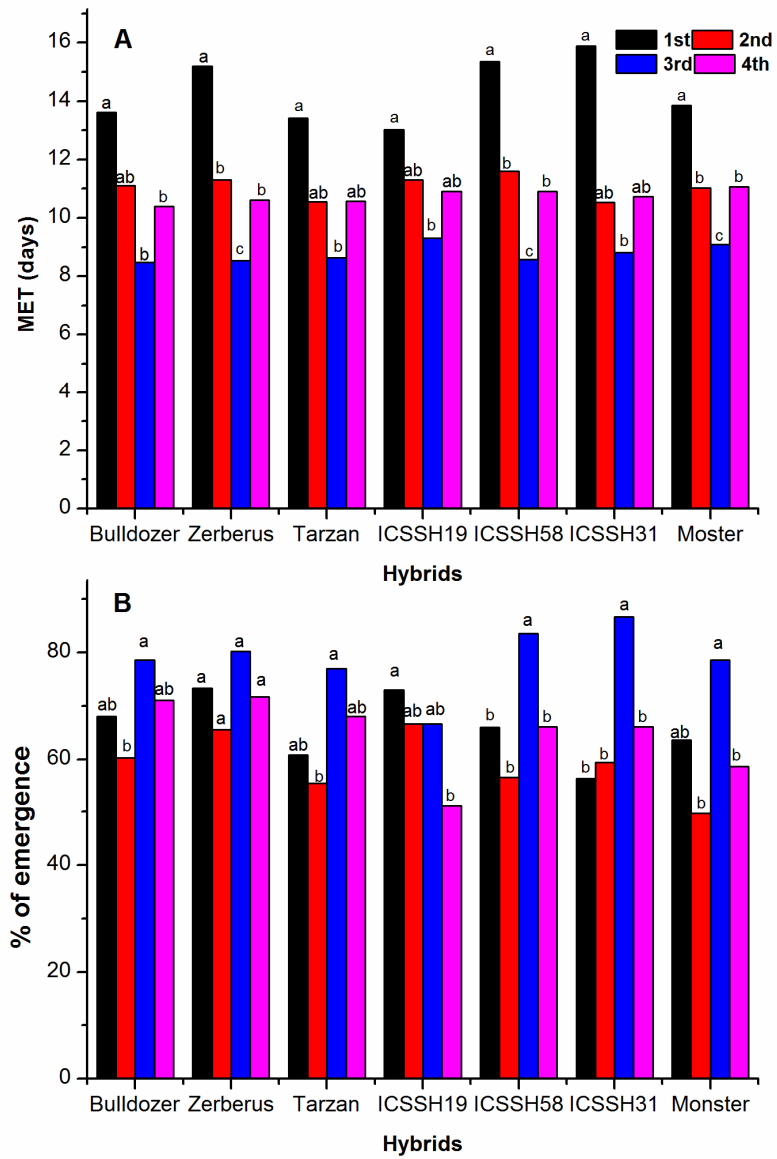 A
1st 2nd
3rd 4th
16
14
12
10
8
6
4
2
0
MET (days)
a ab b b
a b c b
a ab b ab
a ab b ab
a b c b
a ab b ab
a b c b
Bulldozer Zerberus Tarzan ICSSH19 ICSSH58 ICSSH31 Moster
Hybrids
B
80
60
40
20
0
% of emergence
ab b a ab
a a a a
ab b a ab
a ab ab b
b b a b
b b a b
ab b a b
Bulldozer Zerberus Tarzan ICSSH19 ICSSH58 ICSSH31 Monster
Hybrids